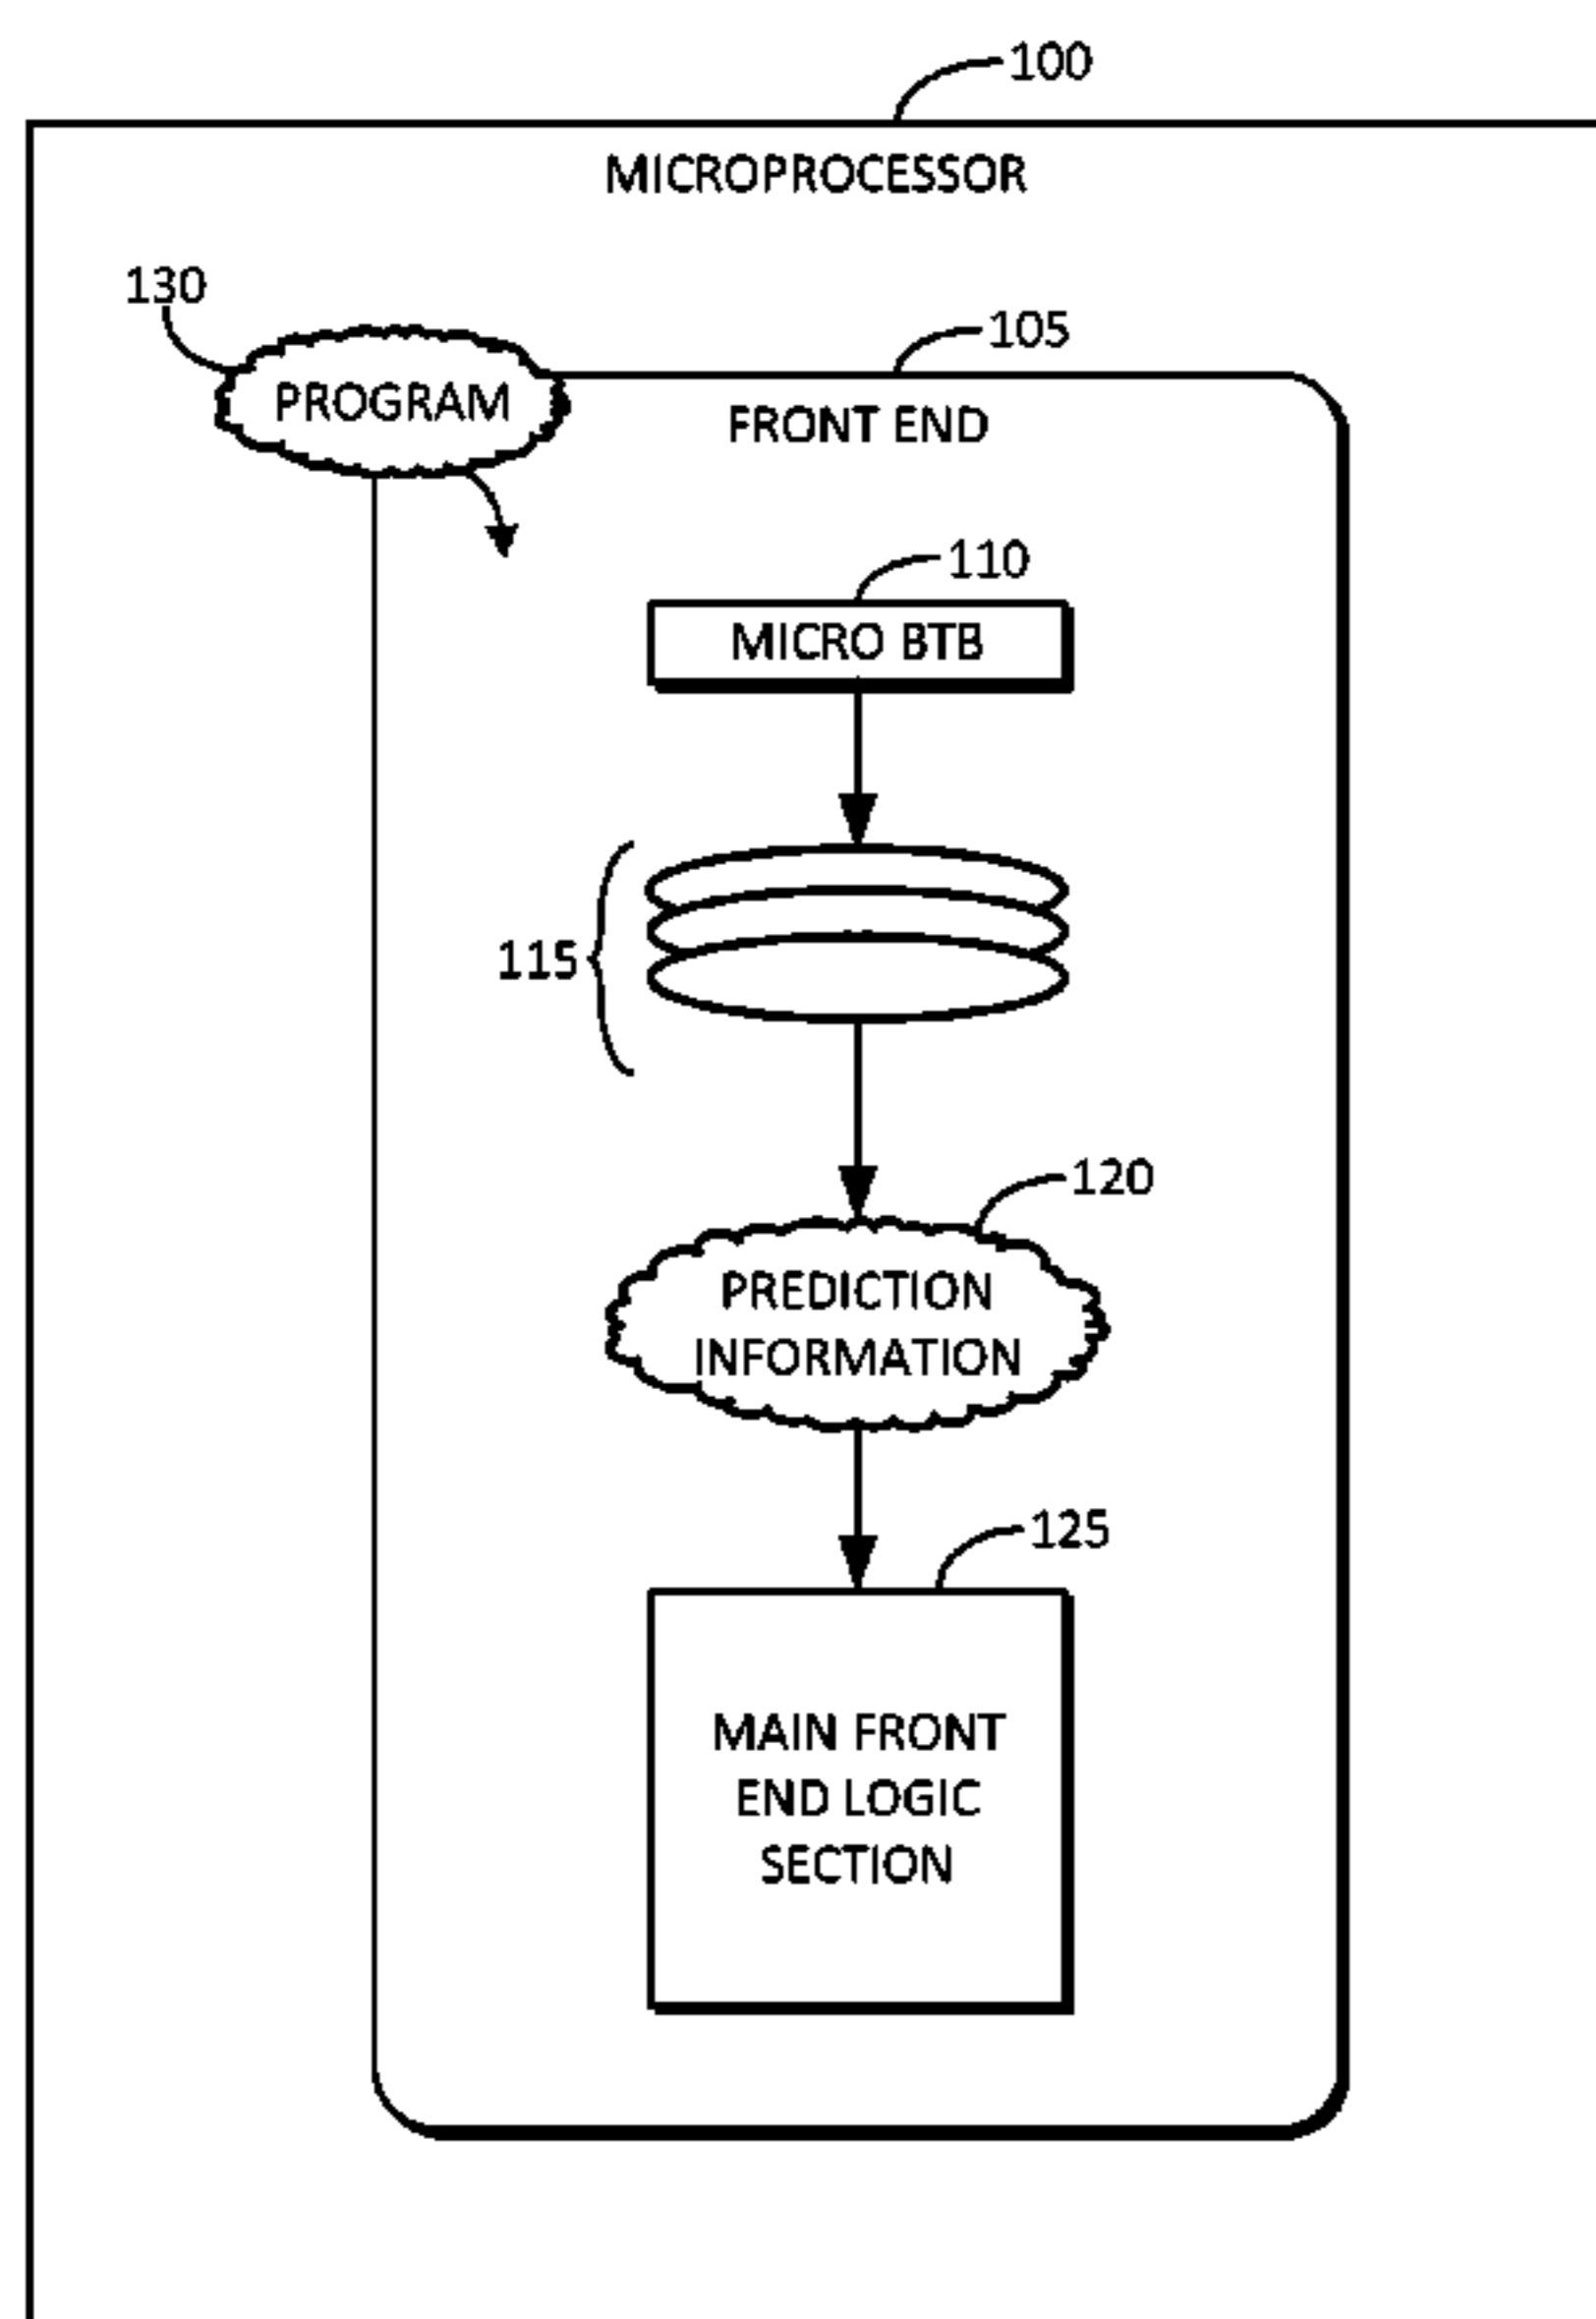 100
MICROPROCESSOR
130
PROGRAM
105
FRONT END
110
MICRO BTB
115
120
PREDICTION
INFORMATION
125
MAIN FRONT
END LOGIC
SECTION